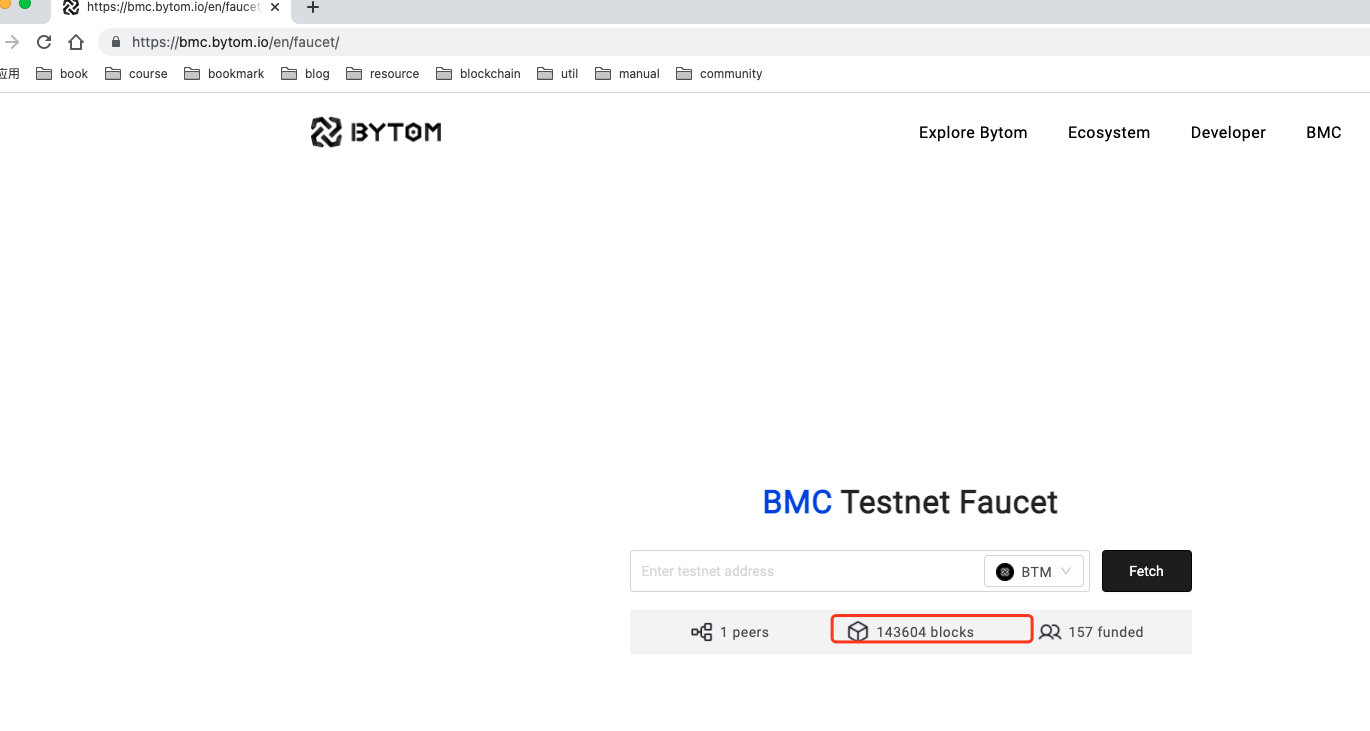 https://bmc.bytom.io/en/faucet
https://bmc.bytom.io/en/faucet/
应用 book course bookmark blog resource blockchain util manual community
BYTOM Explore Bytom Ecosystem Developer BMC
BMC Testnet Faucet
Enter testnet address BTM Fetch
1 peers 143604 blocks 157 funded